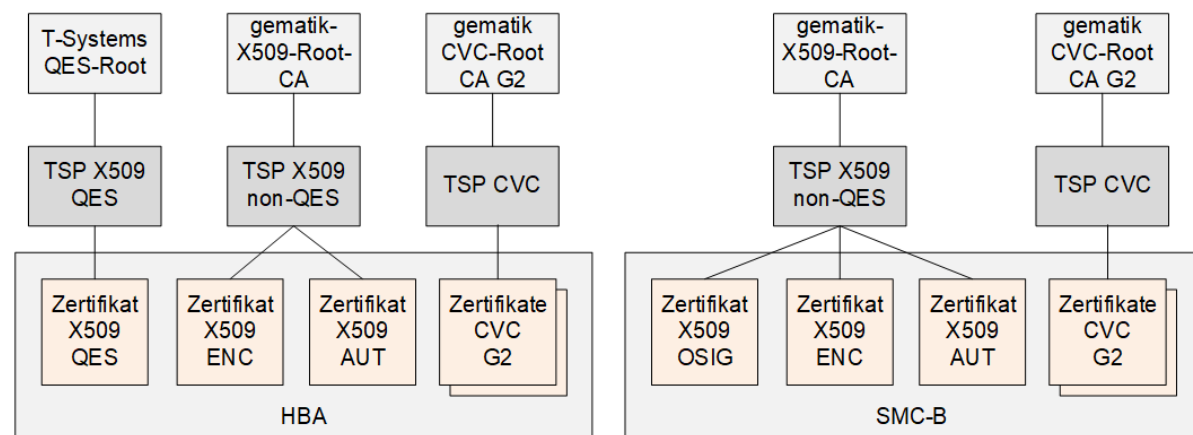 T-Systems
QES-Root
gematik-
X509-Root-
CA
gematik
CVC-Root
CA G2
gematik-
X509-Root-
CA
gematik
CVC-Root
CA G2
TSP X509
QES
TSP X509
non-QES
TSP CVC
TSP X509
non-QES
TSP CVC
Zertifikat
X509
QES
Zertifikat
X509
ENC
Zertifikat
X509
AUT
Zertifikate
CVC
G2
Zertifikat
X509
OSIG
Zertifikat
X509
ENC
Zertifikat
X509
AUT
Zertifikate
CVC
G2
HBA
SMC-B